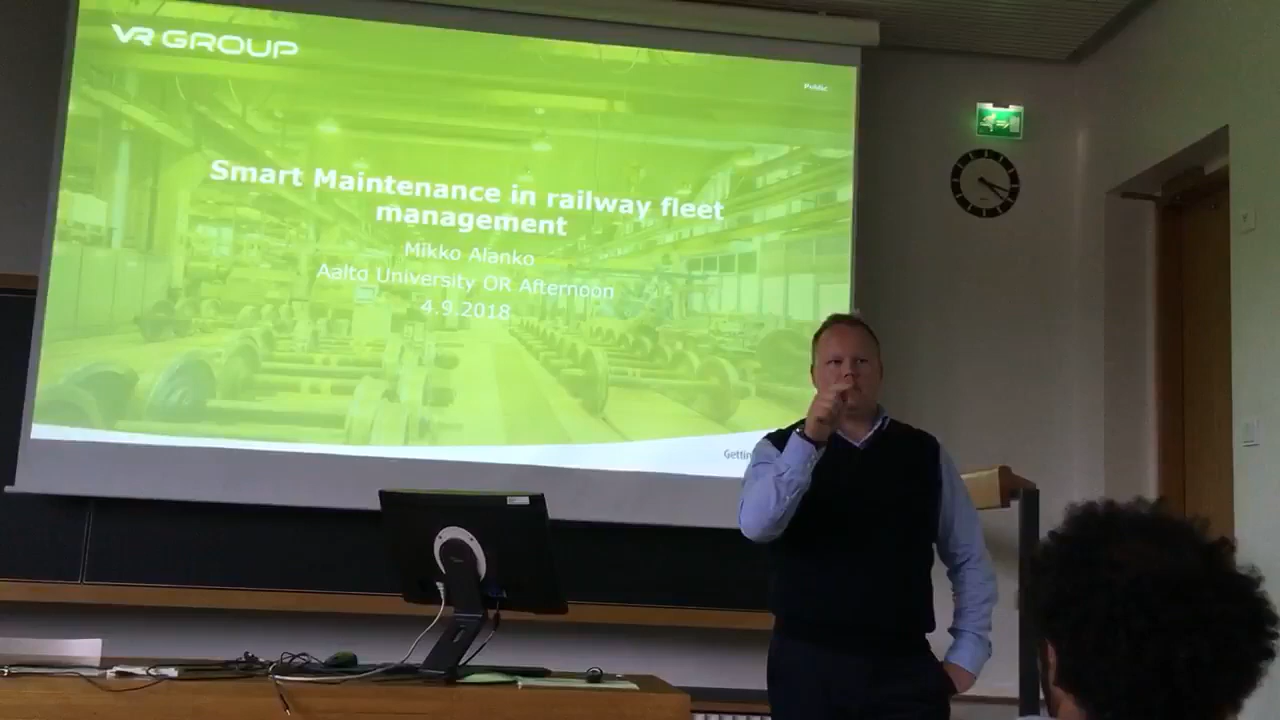 VR GROUP
Public
Smart Maintenance in railway fleet
management
Mikko Alanko
Aalto University OR Afternoon
4.9.2018